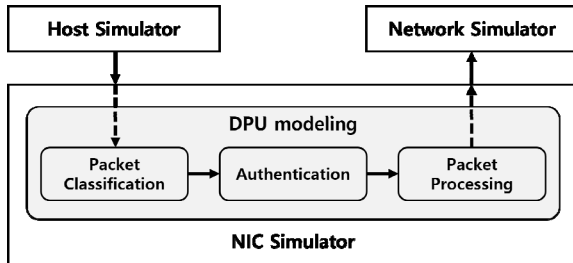 Host Simulator
Network Simulator
DPU modeling
Packet
Classification
Authentication
Packet
Processing
NIC Simulator